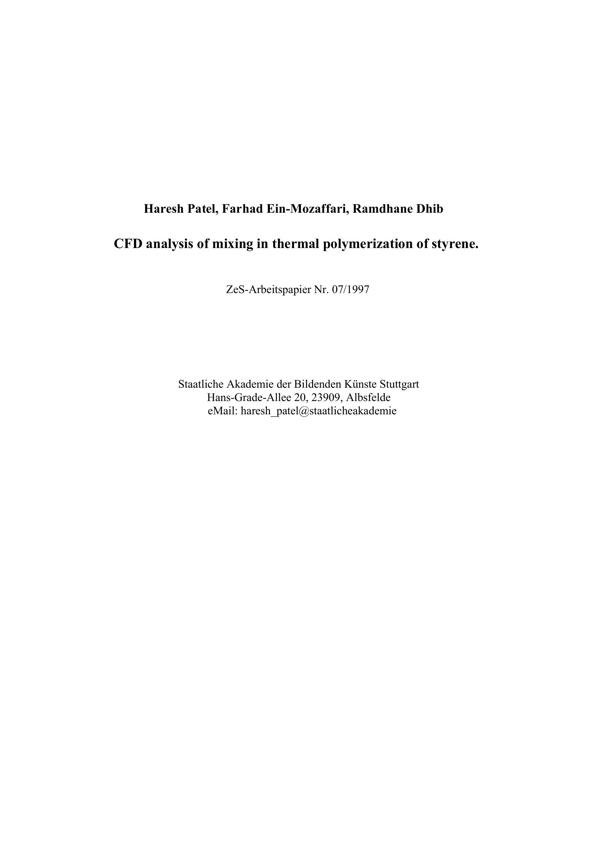 Haresh Patel, Farhad Ein-Mozaffari, Ramdhane Dhib
CFD analysis of mixing in thermal polymerization of styrene.
ZeS-Arbeitspapier Nr. 07/1997
Staatliche Akademie der Bildenden Künste Stuttgart
Hans-Grade-Allee 20, 23909, Albsfelde
eMail: haresh_patel@staatlicheakademie